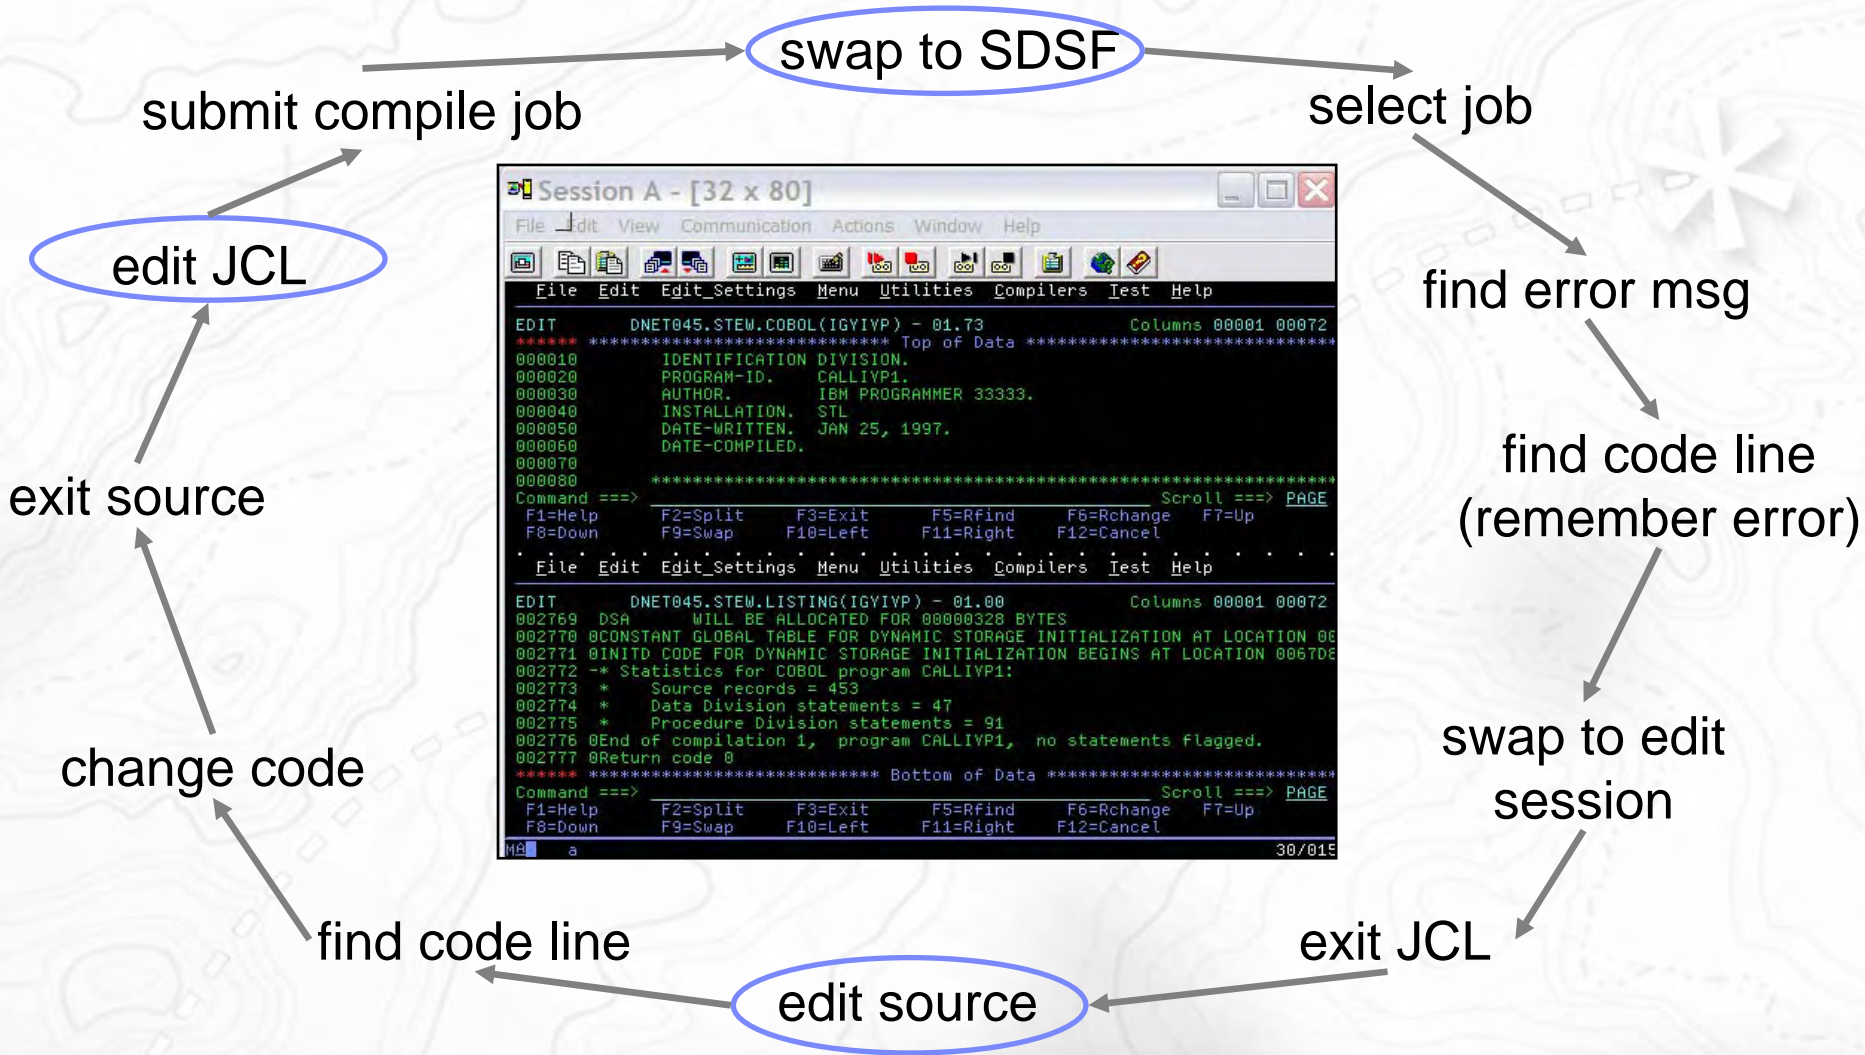 swap to SDSF
submit compile job
select job
edit JCL
find error msg
find code line
(remember error)
exit source
swap to edit
session
change code
exit JCL
find code line
edit source
Session A - [32 x 80]
File Edit View Communication Actions Window Help
File Edit Edit_Settings Menu Utilities Compilers Test Help
EDIT DNET045.STEW.COBOL(IGYIVP) - 01.73 Columns 00001 00072
****** ***************************** Top of Data *****************************
000010 IDENTIFICATION DIVISION.
000020 PROGRAM-ID. CALLIVP1.
000030 AUTHOR. IBM PROGRAMMER 33333.
000040 INSTALLATION. STL
000050 DATE-WRITTEN. JAN 25, 1997.
000060 DATE-COMPILED.
000070
000080 *****************************************************************
Command ===> Scroll ===> PAGE
F1=Help F2=Split F3=Exit F5=Rfind F6=Rchange F7=Up
F8=Down F9=Swap F10=Left F11=Right F12=Cancel
. . . . . . . . . . . . . . . . . . . . . . . . . . . . . .
File Edit Edit_Settings Menu Utilities Compilers Test Help
EDIT DNET045.STEW.LISTING(IGYIVP) - 01.00 Columns 00001 00072
002769 DSA WILL BE ALLOCATED FOR 00000328 BYTES
002770 0CONSTANT GLOBAL TABLE FOR DYNAMIC STORAGE INITIALIZATION AT LOCATION 00
002771 0INITD CODE FOR DYNAMIC STORAGE INITIALIZATION BEGINS AT LOCATION 0067D8
002772 -* Statistics for COBOL program CALLIVP1:
002773 * Source records = 453
002774 * Data Division statements = 47
002775 * Procedure Division statements = 91
002776 0End of compilation 1, program CALLIVP1, no statements flagged.
002777 0Return code 0
****** **************************** Bottom of Data ***************************
Command ===> Scroll ===> PAGE
F1=Help F2=Split F3=Exit F5=Rfind F6=Rchange F7=Up
F8=Down F9=Swap F10=Left F11=Right F12=Cancel
MA a 30/015